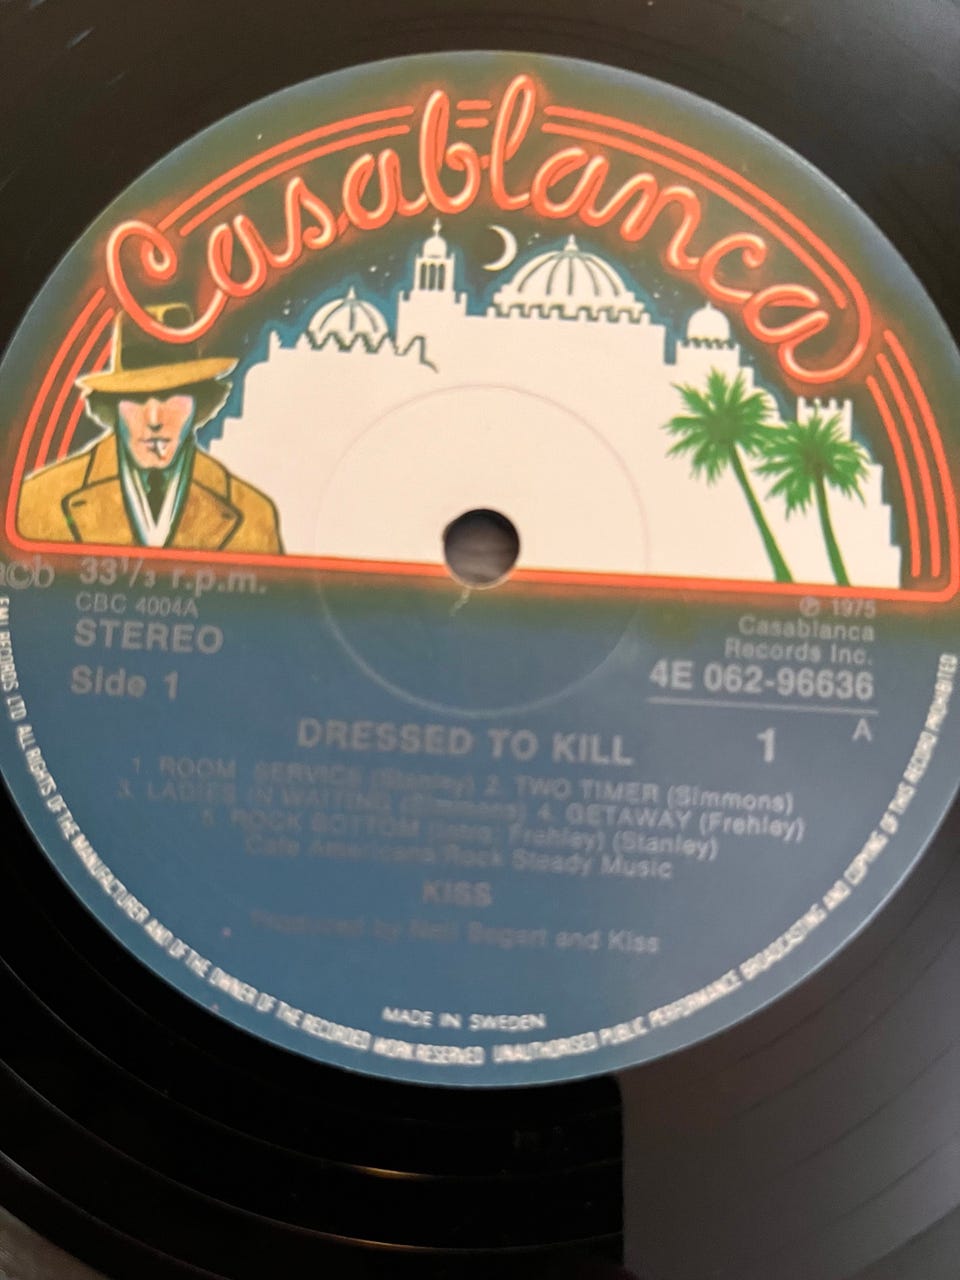 Casablanca
n©b 33⅓ r.p.m.
CBC 4004A
STEREO
Side 1
℗ 1975
Casablanca
Records Inc.
4E 062-96636
A
1
DRESSED TO KILL
1. ROOM SERVICE (Stanley) 2. TWO TIMER (Simmons)
3. LADIES IN WAITING (Simmons) 4. GETAWAY (Frehley)
5. ROCK BOTTOM (Intro: Frehley) (Stanley)
Cafe Americana/Rock Steady Music
KISS
Produced by Neil Bogart and Kiss
MADE IN SWEDEN
EMI RECORDS LTD ALL RIGHTS OF THE MANUFACTURER AND OF THE OWNER OF THE RECORDED WORK RESERVED UNAUTHORISED PUBLIC PERFORMANCE BROADCASTING AND COPYING OF THIS RECORD PROHIBITED